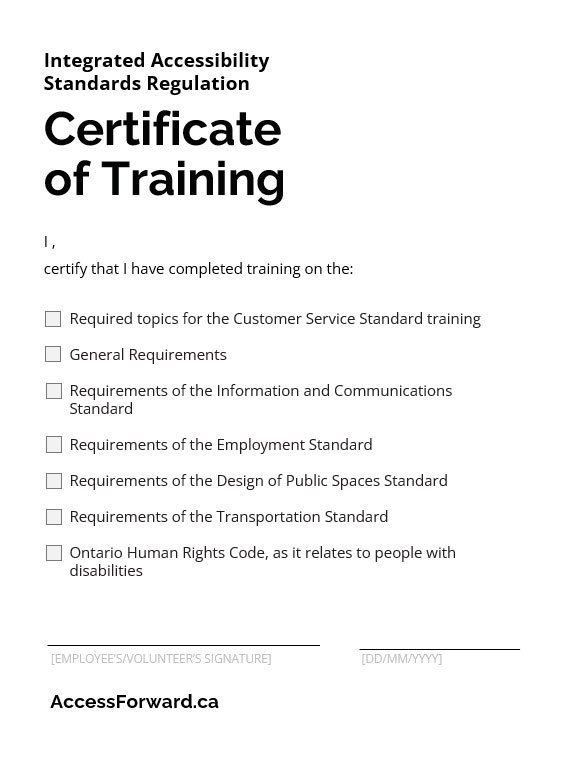 Integrated Accessibility
Standards Regulation
Certificate
of Training
I ,
certify that I have completed training on the:
Required topics for the Customer Service Standard training
General Requirements
Requirements of the Information and Communications
Standard
Requirements of the Employment Standard
Requirements of the Design of Public Spaces Standard
Requirements of the Transportation Standard
Ontario Human Rights Code, as it relates to people with
disabilities
[EMPLOYEE'S/VOLUNTEER'S SIGNATURE] [DD/MM/YYYY]
AccessForward.ca